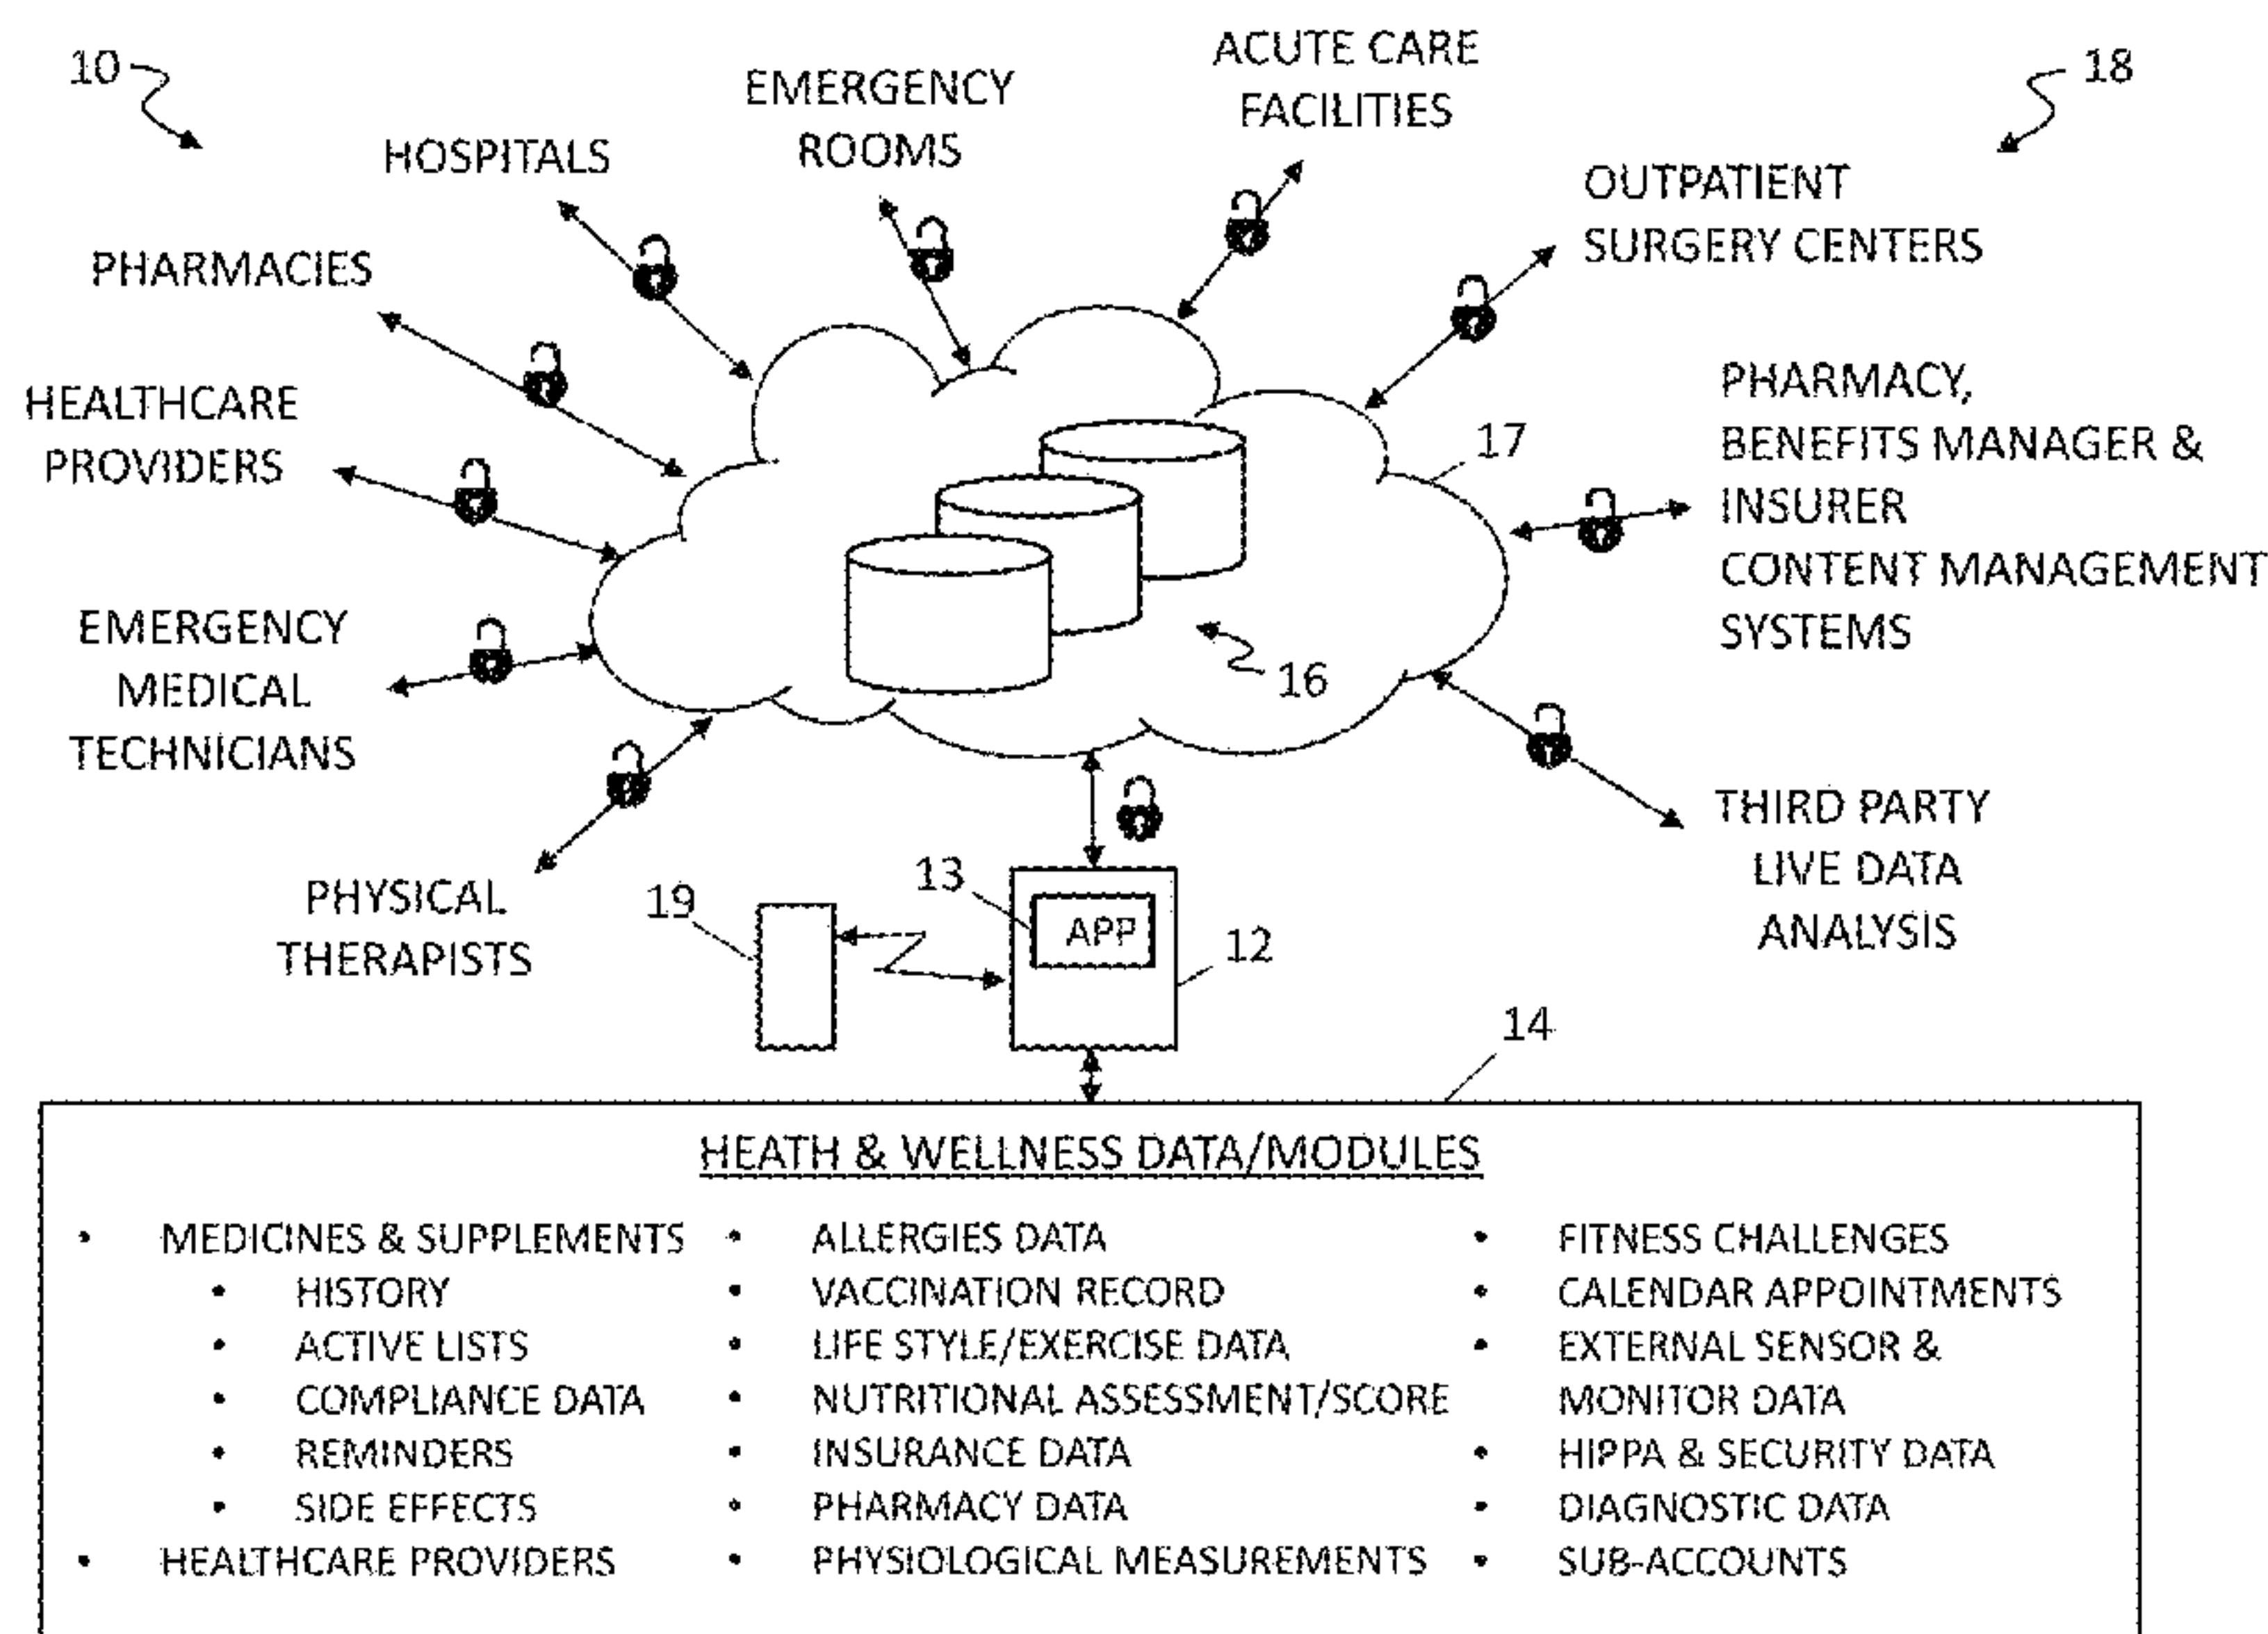 10
HOSPITALS
EMERGENCY
ROOMS
ACUTE CARE
FACILITIES
18
OUTPATIENT
SURGERY CENTERS
PHARMACIES
HEALTHCARE
PROVIDERS
17
PHARMACY,
BENEFITS MANAGER &
INSURER
CONTENT MANAGEMENT
SYSTEMS
EMERGENCY
MEDICAL
TECHNICIANS
16
THIRD PARTY
LIVE DATA
ANALYSIS
PHYSICAL
THERAPISTS
19
13
APP
12
14
HEATH & WELLNESS DATA/MODULES
• MEDICINES & SUPPLEMENTS
• HISTORY
• ACTIVE LISTS
• COMPLIANCE DATA
• REMINDERS
• SIDE EFFECTS
• HEALTHCARE PROVIDERS
• ALLERGIES DATA
• VACCINATION RECORD
• LIFE STYLE/EXERCISE DATA
• NUTRITIONAL ASSESSMENT/SCORE
• INSURANCE DATA
• PHARMACY DATA
• PHYSIOLOGICAL MEASUREMENTS
• FITNESS CHALLENGES
• CALENDAR APPOINTMENTS
• EXTERNAL SENSOR &
MONITOR DATA
• HIPPA & SECURITY DATA
• DIAGNOSTIC DATA
• SUB-ACCOUNTS